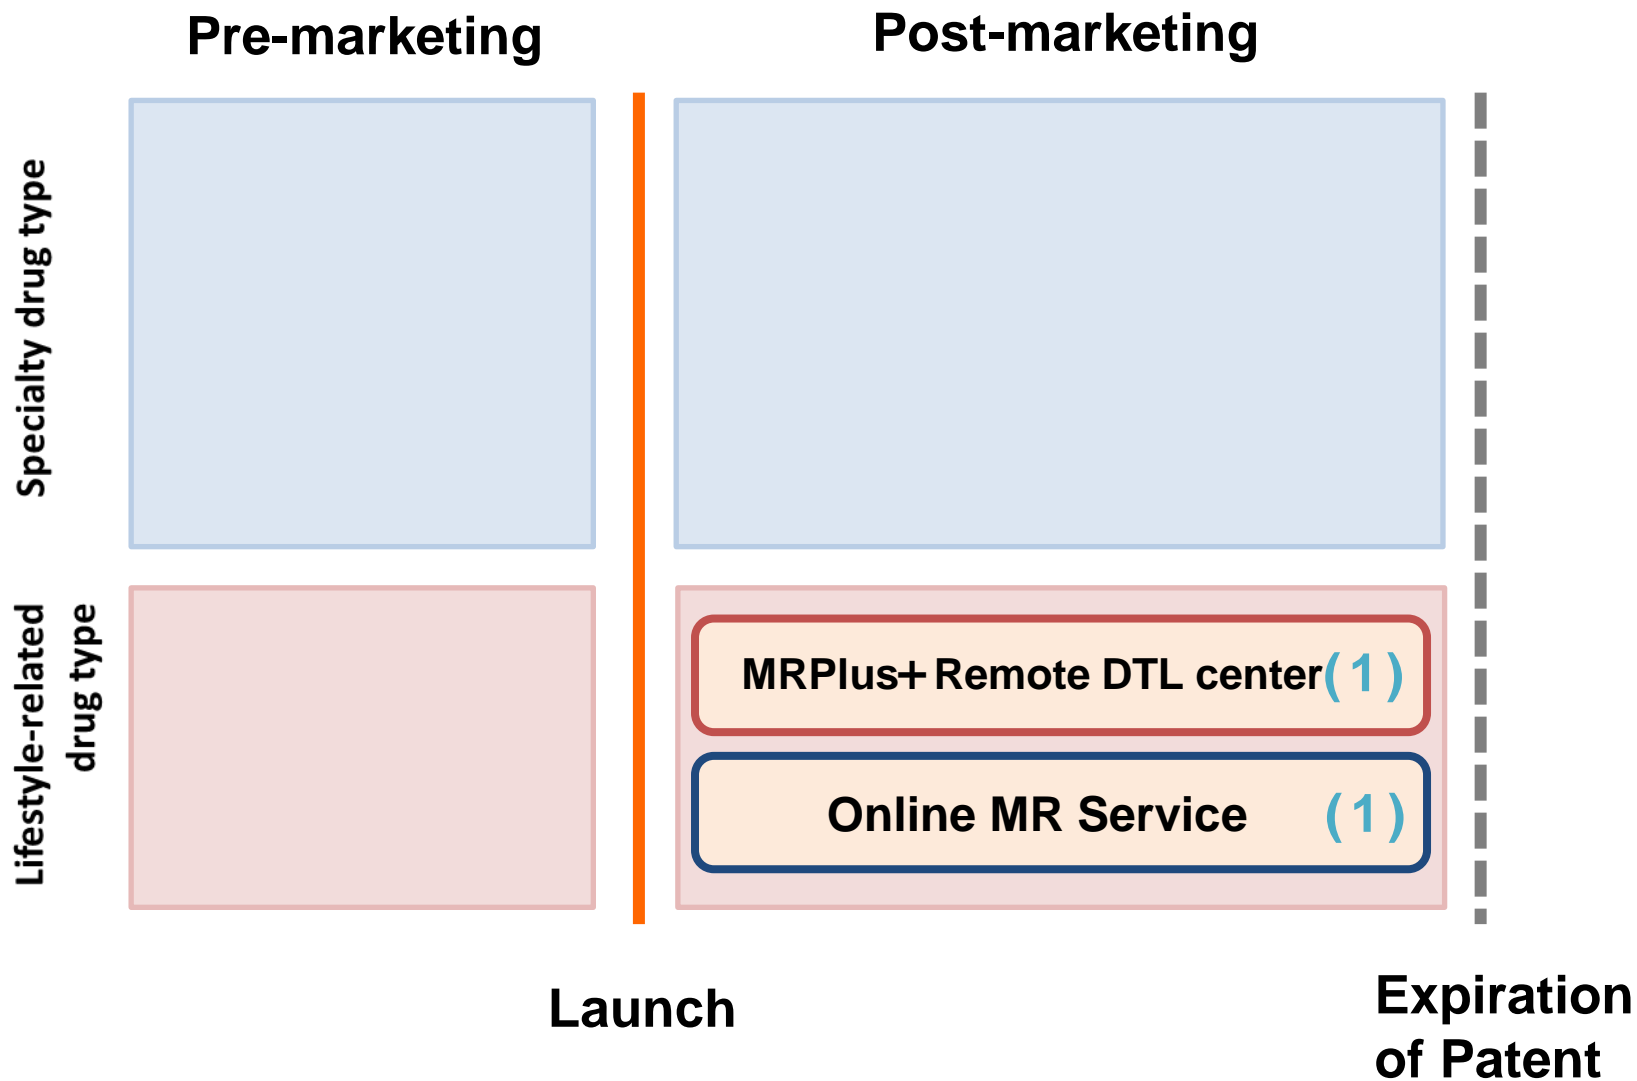 Pre-marketing
Post-marketing
Specialty drug type
Lifestyle-related
drug type
MRPlus+Remote DTL center(1)
Online MR Service (1)
Launch
Expiration
of Patent